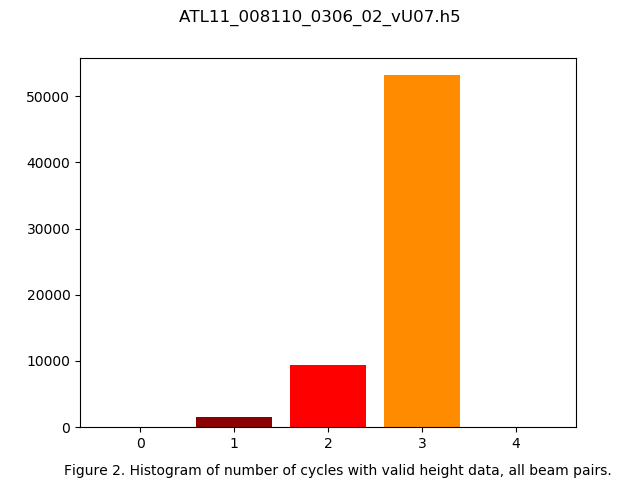 ATL11_008110_0306_02_vU07.h5
50000
40000
30000
20000
10000
0
0 1 2 3 4
Figure 2. Histogram of number of cycles with valid height data, all beam pairs.